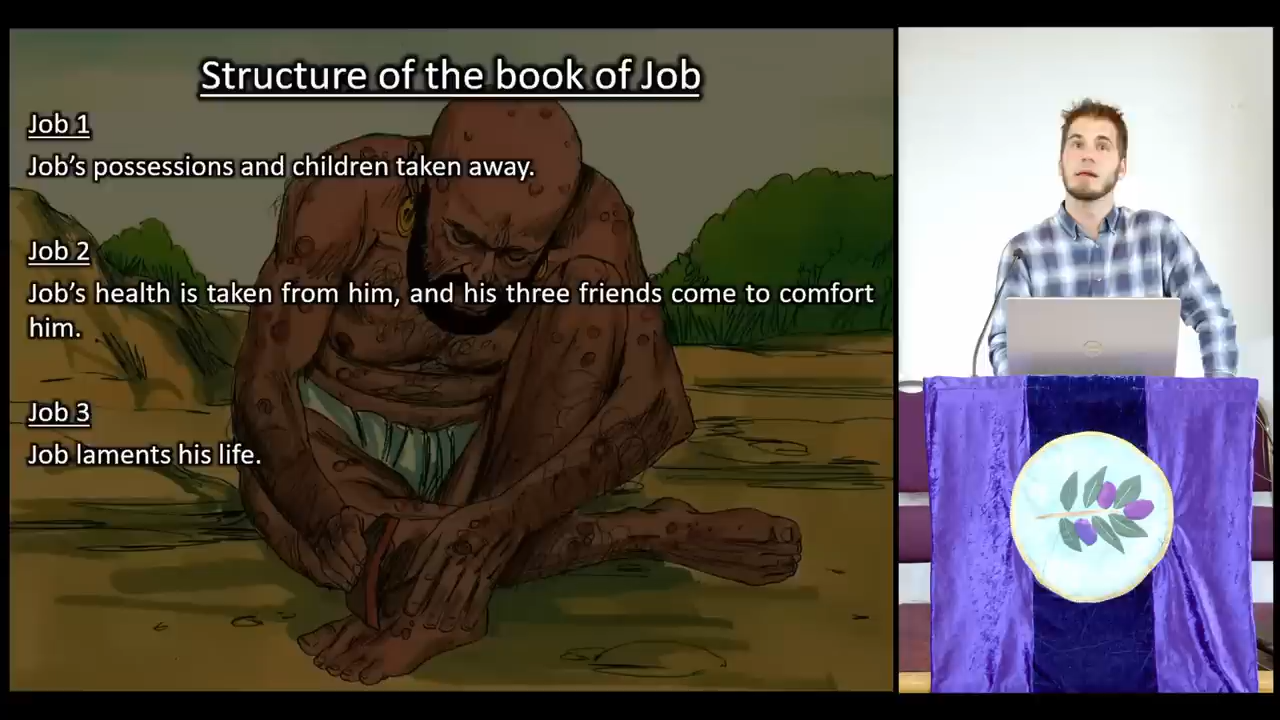 Structure of the book of Job
Job 1
Job's possessions and children taken away.
Job 2
Job's health is taken from him, and his three friends come to comfort
him.
Job 3
Job laments his life.